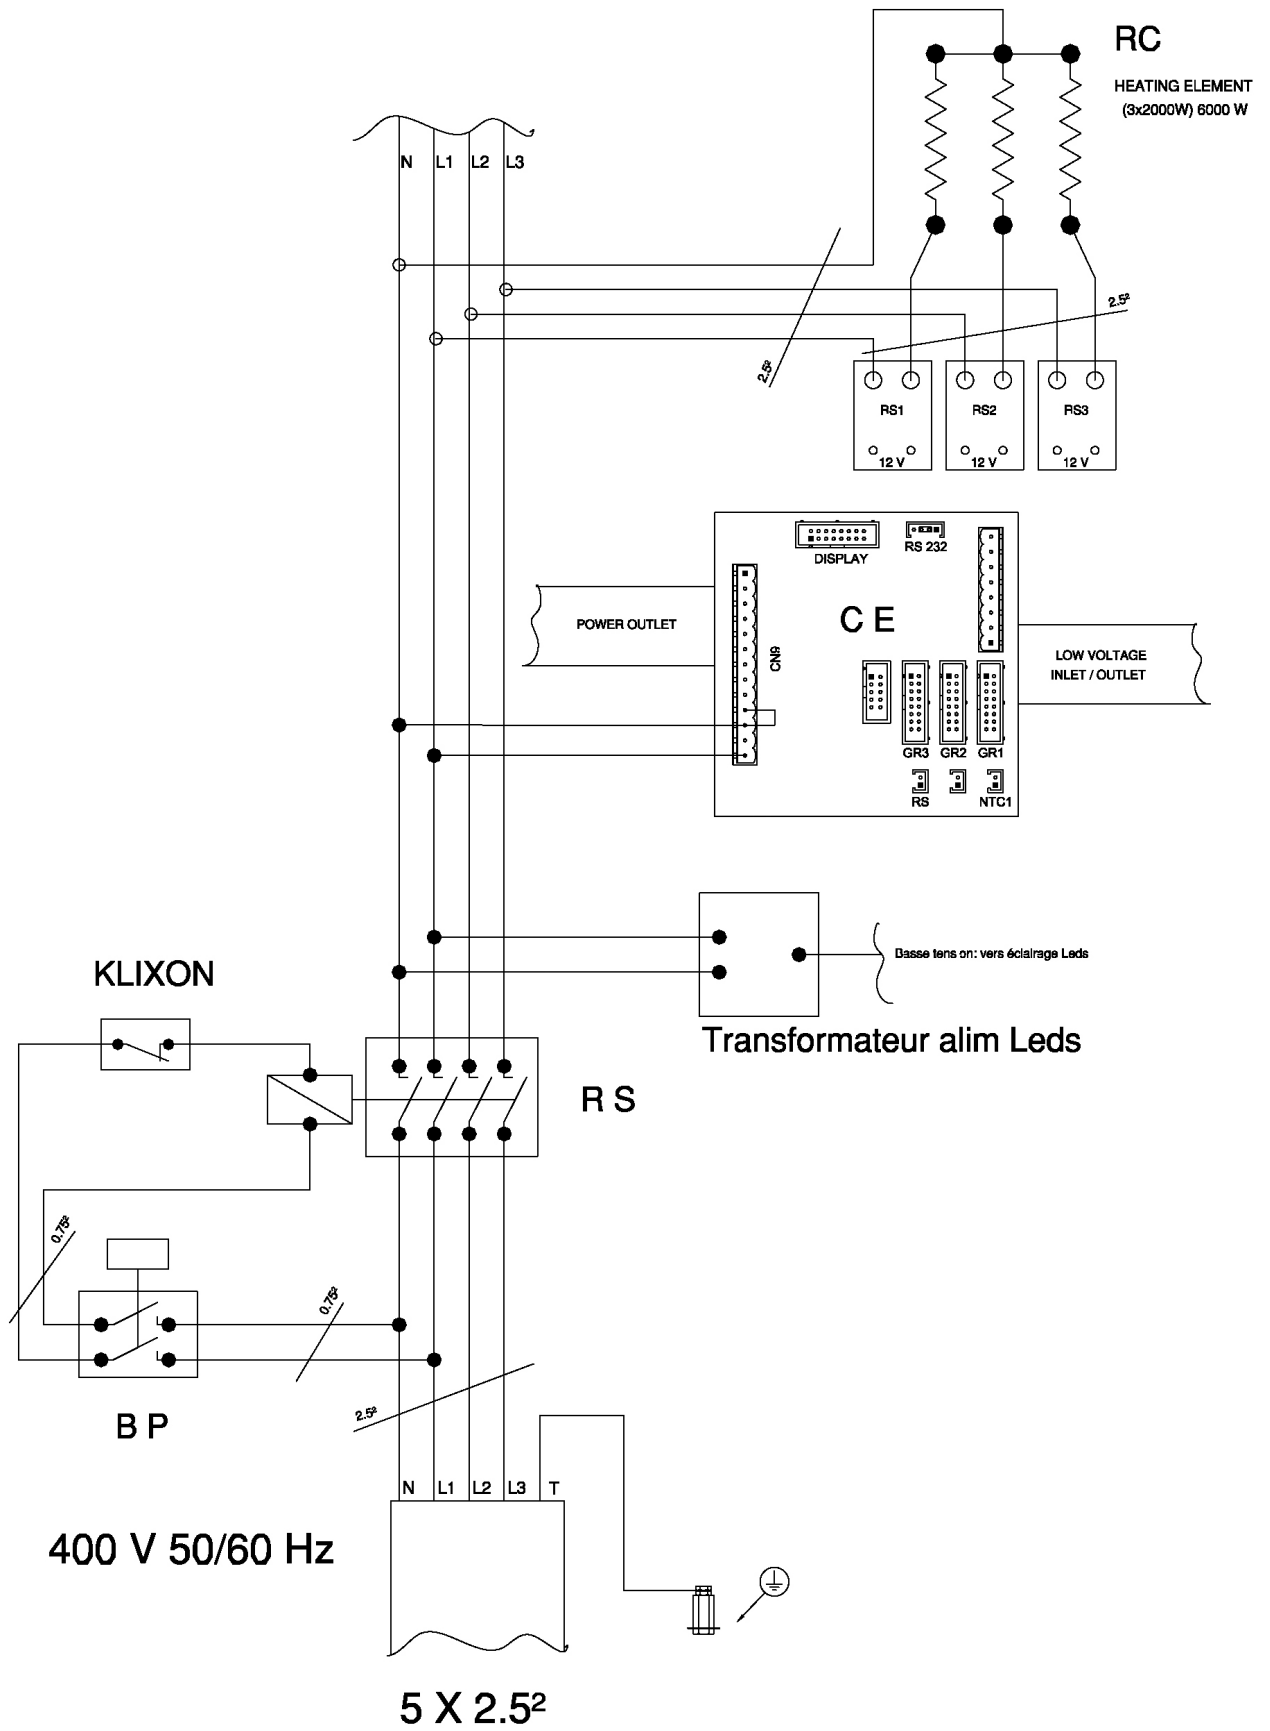 RC
HEATING ELEMENT
(3x2000W) 6000 W
N L1 L2 L3
2.5²
2.5²
RS1 RS2 RS3
12 V 12 V 12 V
DISPLAY
RS 232
C E
POWER OUTLET
CN9
LOW VOLTAGE
INLET / OUTLET
GR3 GR2 GR1
RS NTC1
Basse tens on: vers éclairage Leds
Transformateur alim Leds
KLIXON
R S
0.75²
0.75²
B P
2.5²
N L1 L2 L3 T
400 V 50/60 Hz
5 X 2.5²